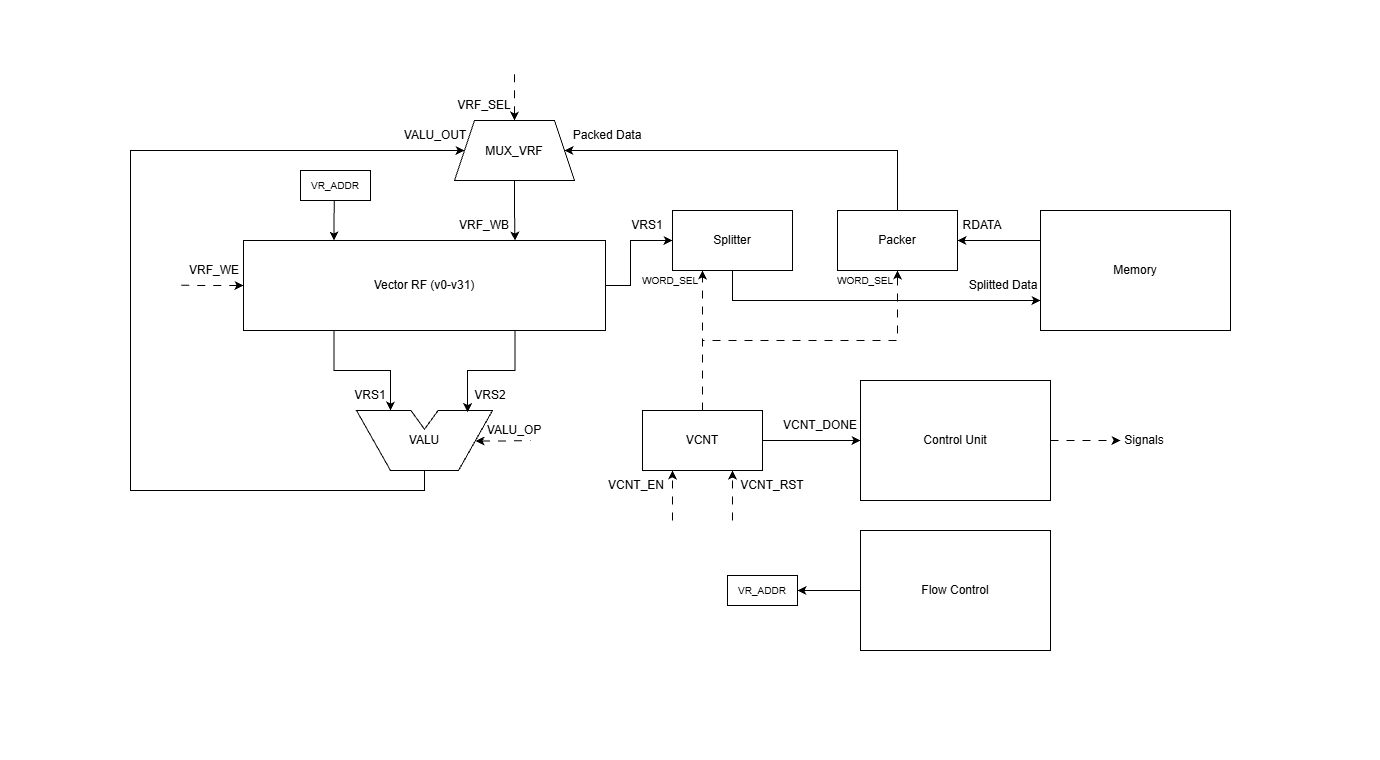 VRF_SEL
VALU_OUT
MUX_VRF
Packed Data
VR_ADDR
VRF_WB
VRS1
Splitter
Packer
RDATA
Memory
VRF_WE
Vector RF (v0-v31)
WORD_SEL
WORD_SEL
Splitted Data
VRS1
VRS2
VALU
VALU_OP
VCNT
VCNT_DONE
Control Unit
Signals
VCNT_EN
VCNT_RST
VR_ADDR
Flow Control